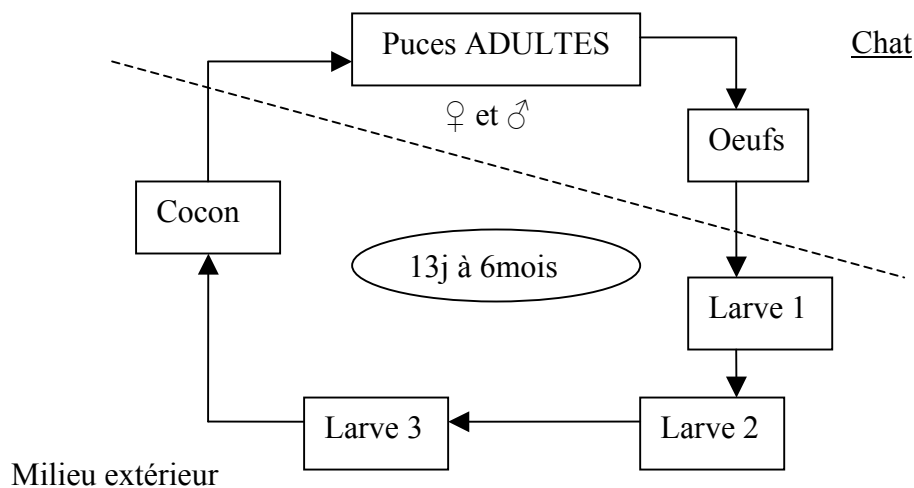 Puces ADULTES
Chat
♀ et ♂
Oeufs
Cocon
13j à 6mois
Larve 1
Larve 3
Larve 2
Milieu extérieur